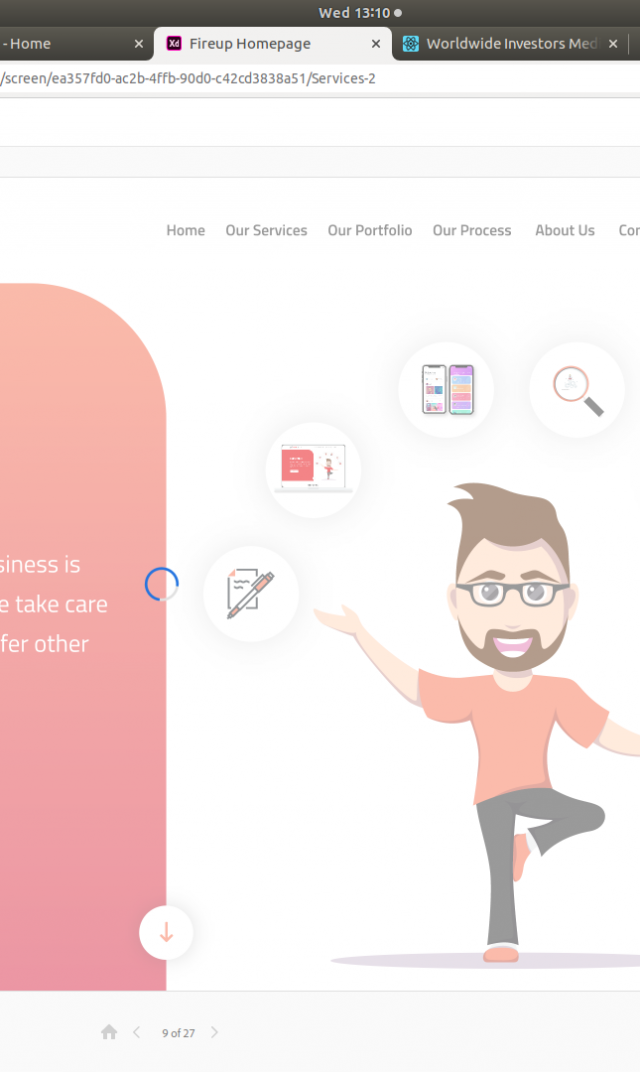 Wed 13:10
- Home
Fireup Homepage
Worldwide Investors Med
/screen/ea357fd0-ac2b-4ffb-90d0-c42cd3838a51/Services-2
Home Our Services Our Portfolio Our Process About Us Con
siness is
e take care
fer other
9 of 27